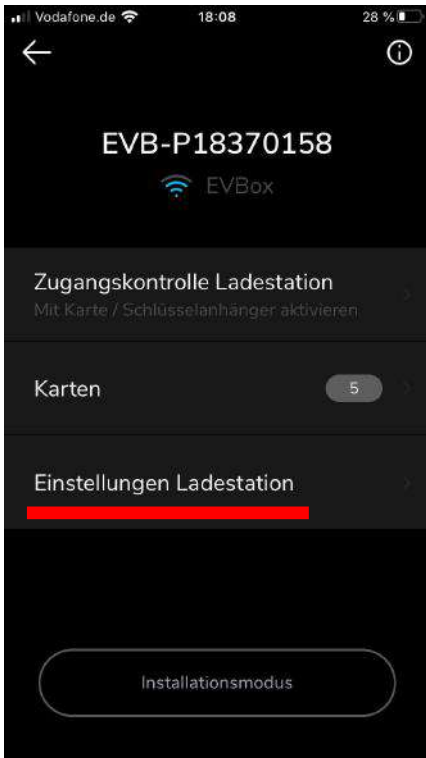 Vodafone.de 18:08 28 %
EVB-P18370158
EVBox
Zugangskontrolle Ladestation
Mit Karte / Schlüsselanhänger aktivieren
Karten 5
Einstellungen Ladestation
Installationsmodus